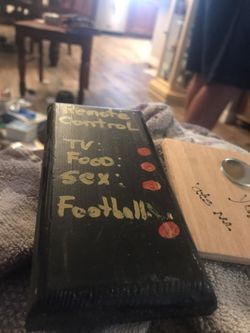 Remote
Control
TV:
FOOD:
SEX:
Football